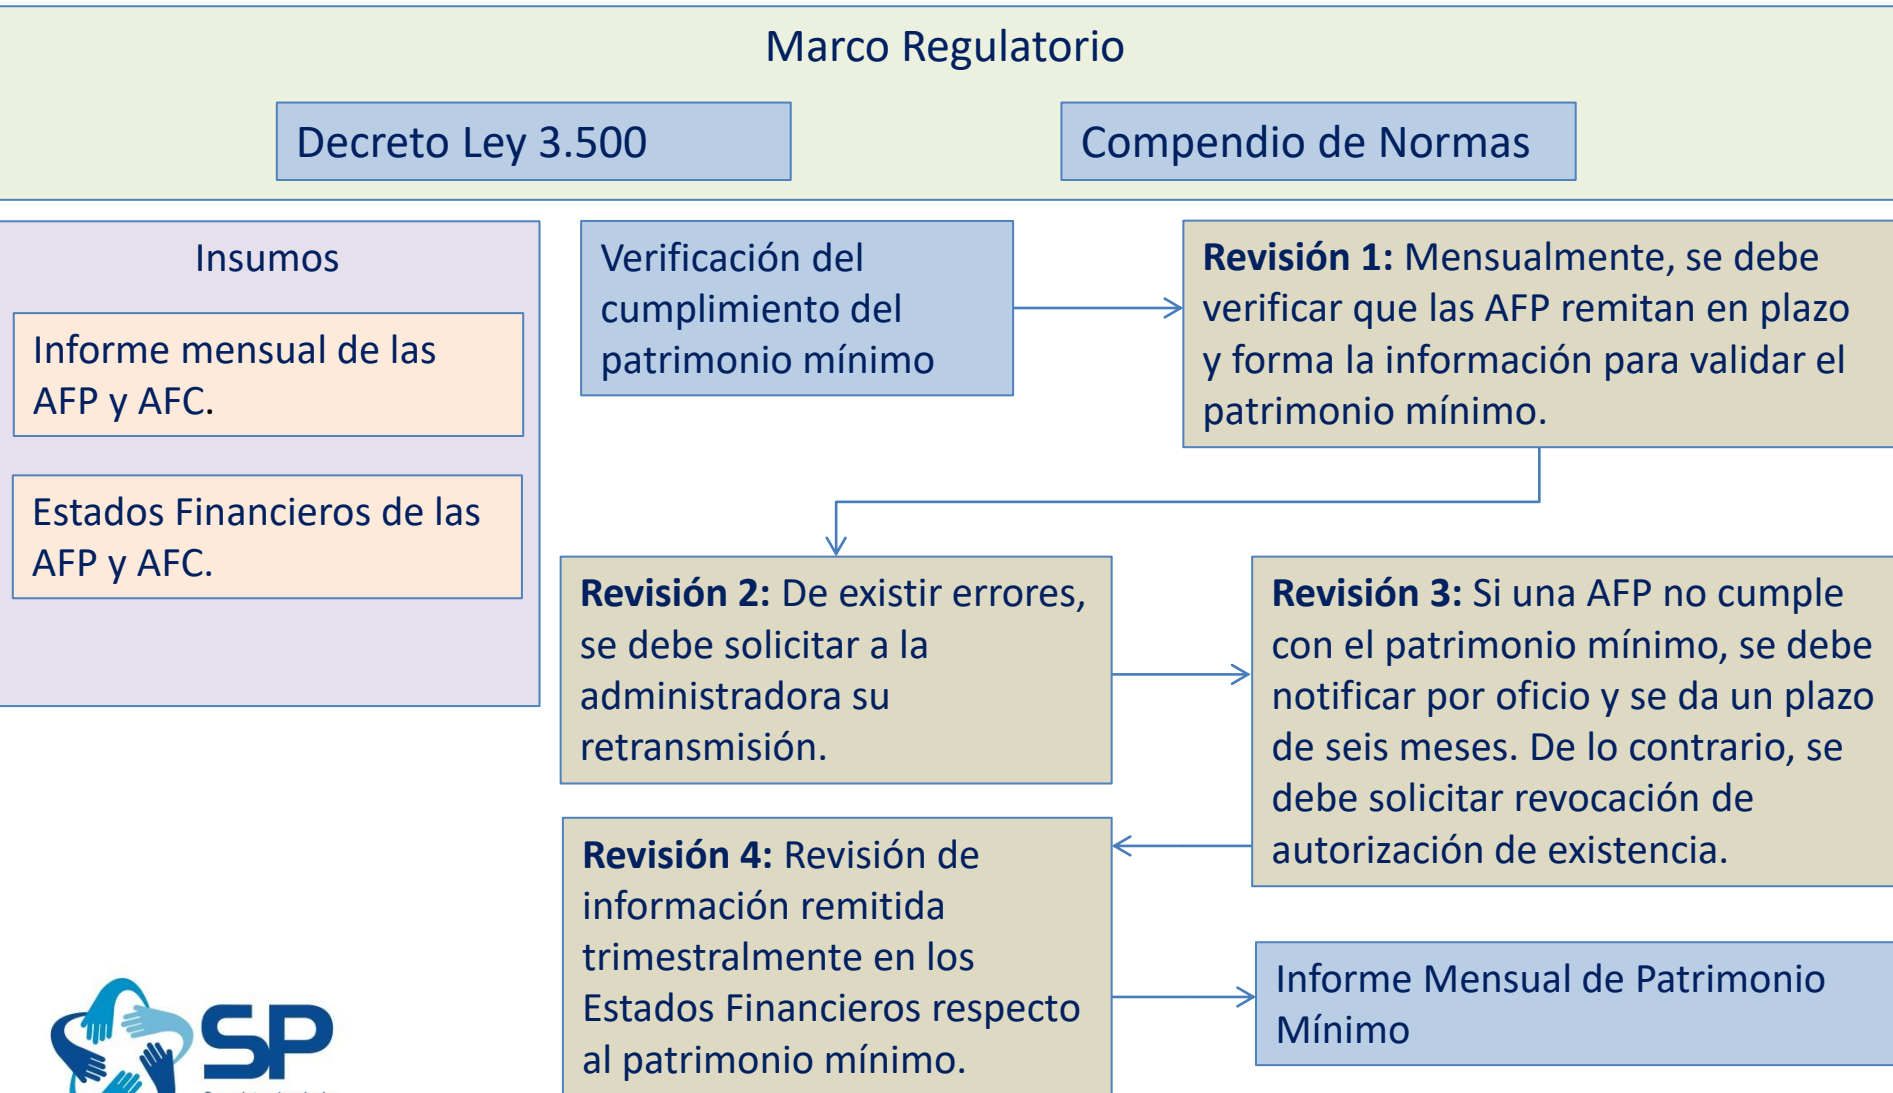 Marco Regulatorio
Decreto Ley 3.500
Compendio de Normas
Insumos
Informe mensual de las
AFP y AFC.
Estados Financieros de las
AFP y AFC.
Verificación del
cumplimiento del
patrimonio mínimo
Revisión 1: Mensualmente, se debe
verificar que las AFP remitan en plazo
y forma la información para validar el
patrimonio mínimo.
Revisión 2: De existir errores,
se debe solicitar a la
administradora su
retransmisión.
Revisión 3: Si una AFP no cumple
con el patrimonio mínimo, se debe
notificar por oficio y se da un plazo
de seis meses. De lo contrario, se
debe solicitar revocación de
autorización de existencia.
Revisión 4: Revisión de
información remitida
trimestralmente en los
Estados Financieros respecto
al patrimonio mínimo.
Informe Mensual de Patrimonio
Mínimo
SP